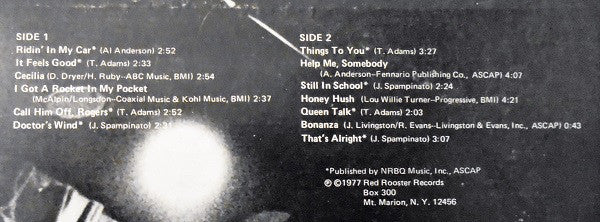 SIDE 1
Ridin' In My Car* (Al Anderson) 2:52
It Feels Good* (T. Adams) 2:33
Cecilia (D. Dryer/H. Ruby--ABC Music, BMI) 2:54
I Got A Rocket In My Pocket
(McAlpin/Longsdon--Coaxial Music & Kohl Music, BMI) 2:37
Call Him Off, Rogers* (T. Adams) 2:52
Doctor's Wind* (J. Spampinato) 2:31
SIDE 2
Things To You* (T. Adams) 3:27
Help Me, Somebody
(A. Anderson--Fennario Publishing Co., ASCAP) 4:07
Still In School* (J. Spampinato) 2:24
Honey Hush (Lou Willie Turner--Progressive, BMI) 4:21
Queen Talk* (T. Adams) 2:03
Bonanza (J. Livingston/R. Evans--Livingston & Evans, Inc., ASCAP) 0:43
That's Alright* (J. Spampinato) 3:07
*Published by NRBQ Music, Inc., ASCAP
℗ ©1977 Red Rooster Records
Box 300
Mt. Marion, N. Y. 12456